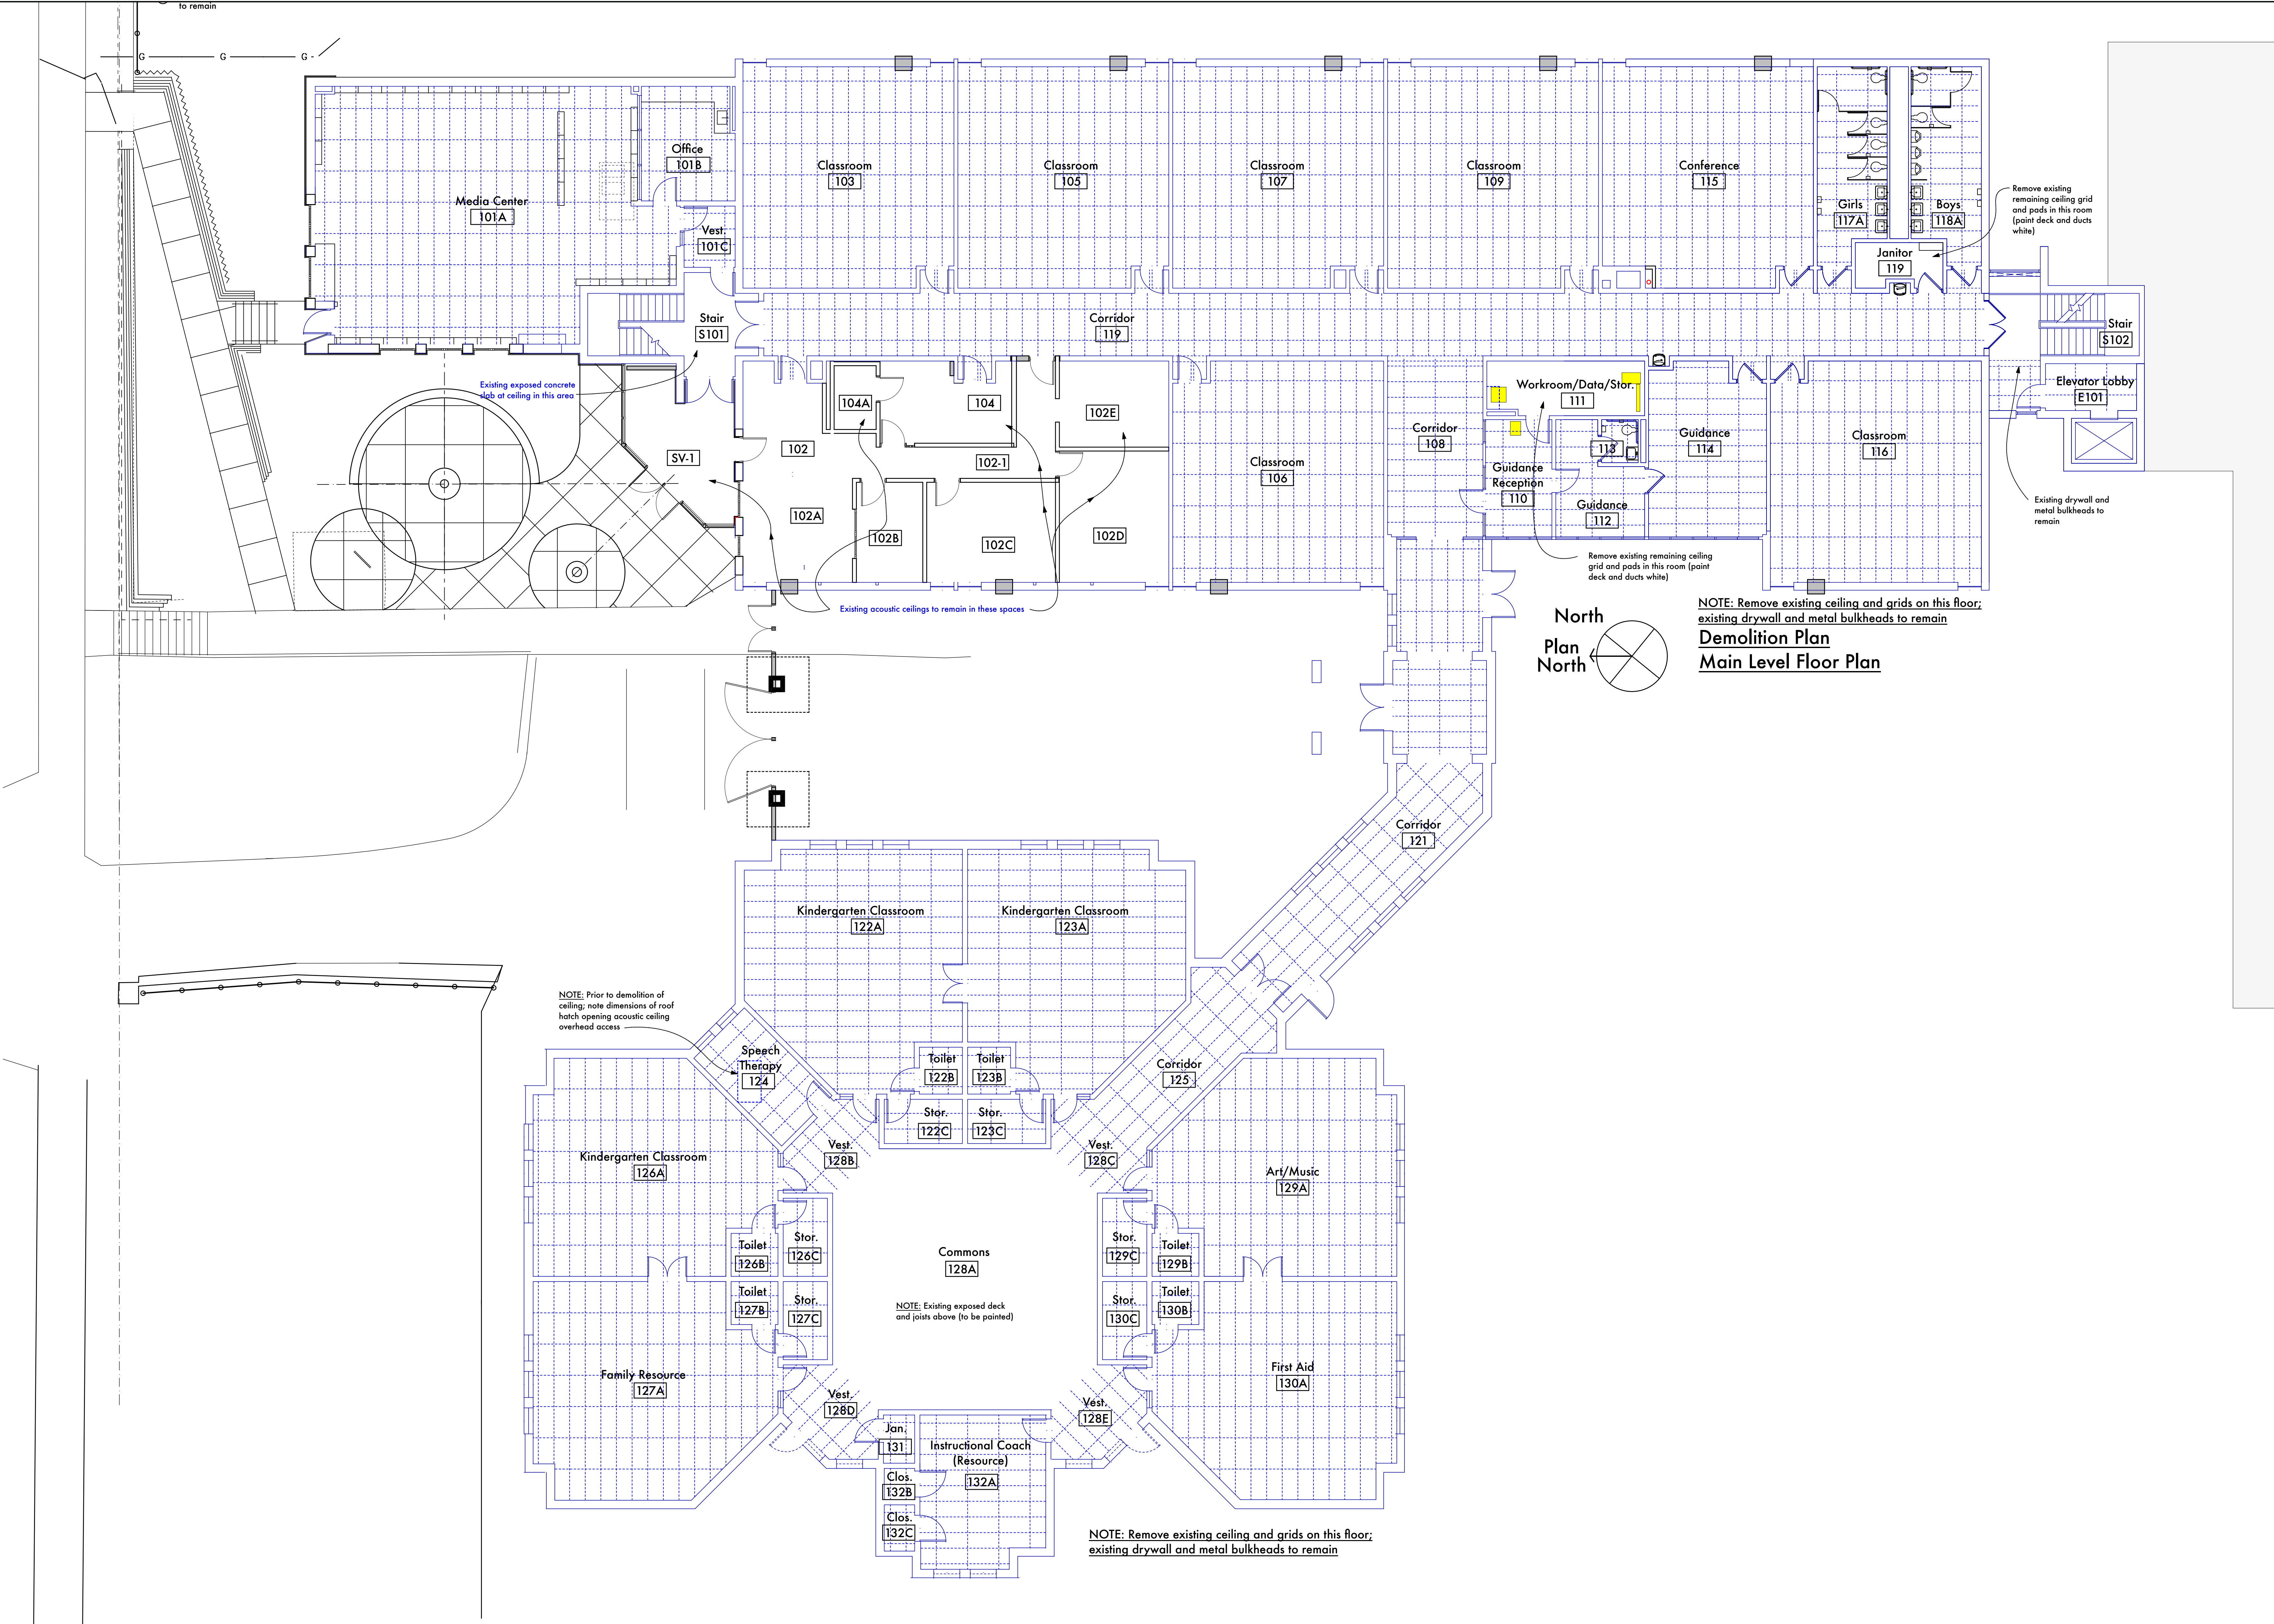 to remain
G
G
G
Office
101B
Media Center
101A
Vest.
101C
Classroom
103
Classroom
105
Classroom
107
Classroom
109
Conference
115
Girls
117A
Boys
118A
Janitor
119
Remove existing
remaining ceiling grid
and pads in this room
(paint deck and ducts
white)
Stair
S101
Corridor
119
Stair
S102
Existing exposed concrete
slab at ceiling in this area
104A
104
102E
102
102-1
SV-1
102A
102B
102C
102D
Classroom
106
Corridor
108
Workroom/Data/Stor.
111
113
Guidance
Reception
110
Guidance
112
Guidance
114
Classroom
116
Elevator Lobby
E101
Existing drywall and
metal bulkheads to
remain
Remove existing remaining ceiling
grid and pads in this room (paint
deck and ducts white)
Existing acoustic ceilings to remain in these spaces
NOTE: Remove existing ceiling and grids on this floor;
existing drywall and metal bulkheads to remain
North
Plan
North
Demolition Plan
Main Level Floor Plan
Corridor
121
Kindergarten Classroom
122A
Kindergarten Classroom
123A
NOTE: Prior to demolition of
ceiling; note dimensions of roof
hatch opening acoustic ceiling
overhead access
Speech
Therapy
124
Toilet
122B
Toilet
123B
Corridor
125
Stor.
122C
Stor.
123C
Vest.
128B
Vest.
128C
Kindergarten Classroom
126A
Art/Music
129A
Toilet
126B
Stor.
126C
Commons
128A
Stor.
129C
Toilet
129B
Toilet
127B
Stor.
127C
NOTE: Existing exposed deck
and joists above (to be painted)
Stor.
130C
Toilet
130B
Family Resource
127A
First Aid
130A
Vest.
128D
Vest.
128E
Jan.
131
Instructional Coach
(Resource)
132A
Clos.
132B
Clos.
132C
NOTE: Remove existing ceiling and grids on this floor;
existing drywall and metal bulkheads to remain